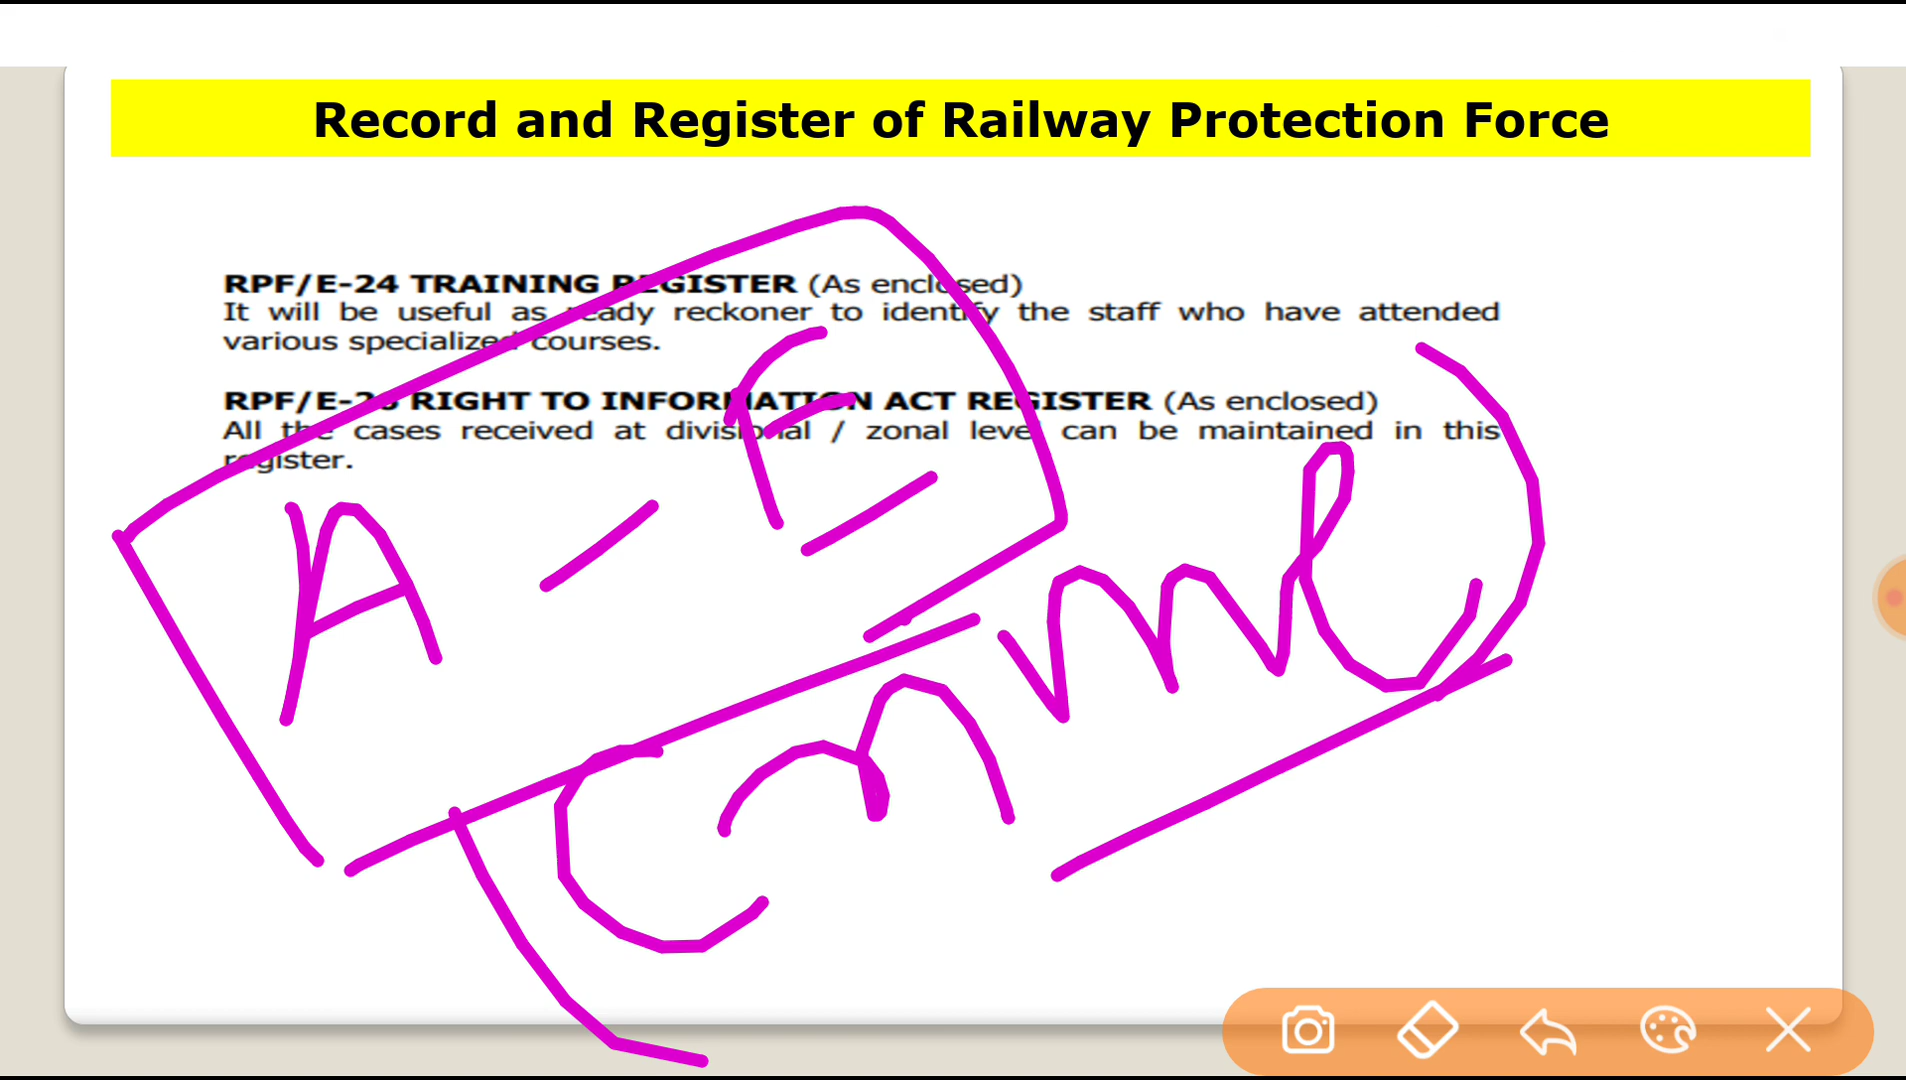 Record and Register of Railway Protection Force
RPF/E-24 TRAINING REGISTER (As enclosed)
It will be useful as ready reckoner to identify the staff who have attended
various specialized courses.
RPF/E- RIGHT TO INFORMATION ACT REGISTER (As enclosed)
All the cases received at divisional / zonal level can be maintained in this
register.
A -